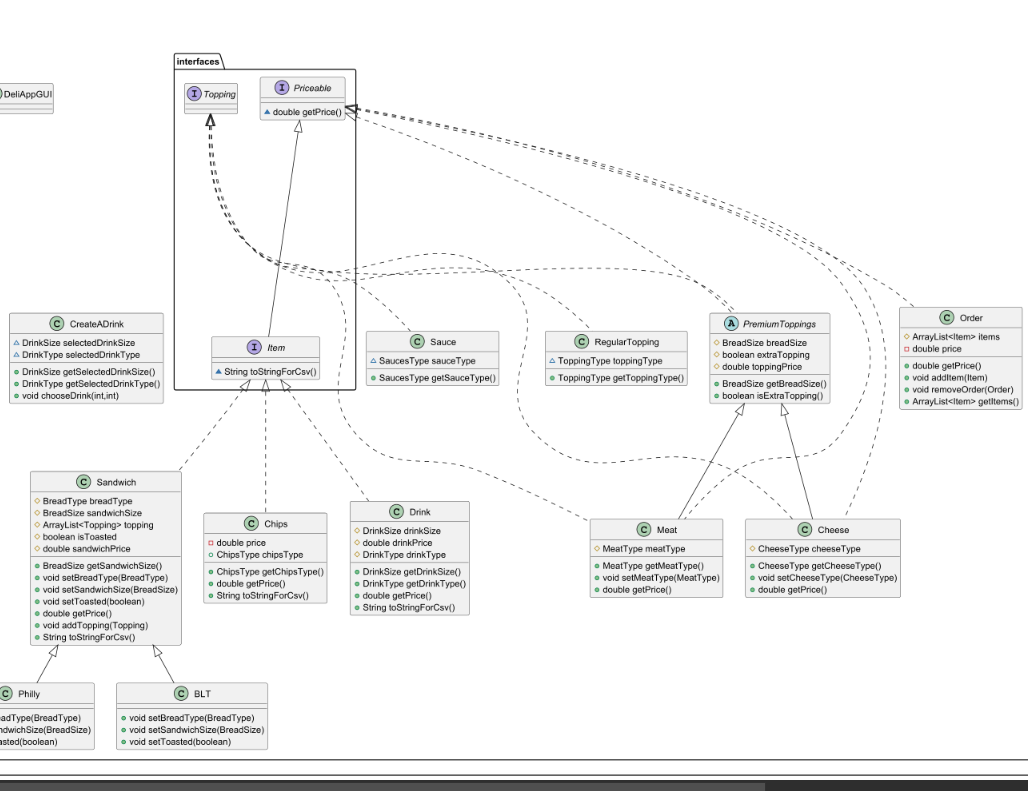 interfaces
DeliAppGUI
I Topping
I Priceable
double getPrice()
C CreateADrink
DrinkSize selectedDrinkSize
DrinkType selectedDrinkType
DrinkSize getSelectedDrinkSize()
DrinkType getSelectedDrinkType()
void chooseDrink(int,int)
I Item
String toStringForCsv()
C Sauce
SaucesType sauceType
SaucesType getSauceType()
C RegularTopping
ToppingType toppingType
ToppingType getToppingType()
A PremiumToppings
BreadSize breadSize
boolean extraTopping
double toppingPrice
BreadSize getBreadSize()
boolean isExtraTopping()
C Order
ArrayList<Item> items
double price
double getPrice()
void addItem(Item)
void removeOrder(Order)
ArrayList<Item> getItems()
C Sandwich
BreadType breadType
BreadSize sandwichSize
ArrayList<Topping> topping
boolean isToasted
double sandwichPrice
BreadSize getSandwichSize()
void setBreadType(BreadType)
void setSandwichSize(BreadSize)
void setToasted(boolean)
double getPrice()
void addTopping(Topping)
String toStringForCsv()
C Chips
double price
ChipsType chipsType
ChipsType getChipsType()
double getPrice()
String toStringForCsv()
C Drink
DrinkSize drinkSize
double drinkPrice
DrinkType drinkType
DrinkSize getDrinkSize()
DrinkType getDrinkType()
double getPrice()
String toStringForCsv()
C Meat
MeatType meatType
MeatType getMeatType()
void setMeatType(MeatType)
double getPrice()
C Cheese
CheeseType cheeseType
CheeseType getCheeseType()
void setCheeseType(CheeseType)
double getPrice()
C Philly
adType(BreadType)
ndwichSize(BreadSize)
asted(boolean)
C BLT
void setBreadType(BreadType)
void setSandwichSize(BreadSize)
void setToasted(boolean)